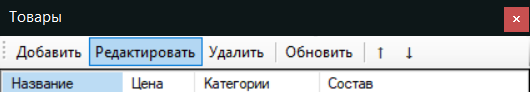 Товары ×
Добавить Редактировать Удалить Обновить ↑ ↓
Название Цена Категории Состав